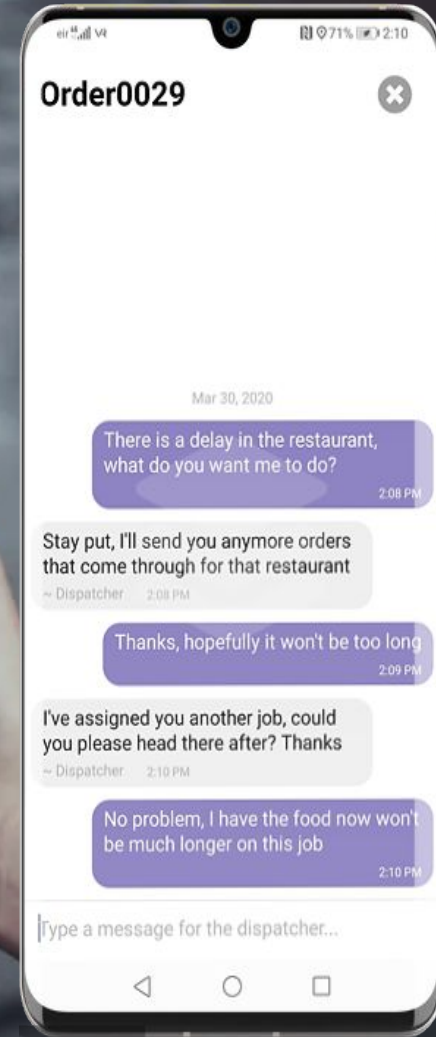 eir 71% 2:10
Order0029
Mar 30, 2020
There is a delay in the restaurant,
what do you want me to do?
2:08 PM
Stay put, I'll send you anymore orders
that come through for that restaurant
~ Dispatcher 2:08 PM
Thanks, hopefully it won't be too long
2:09 PM
I've assigned you another job, could
you please head there after? Thanks
~ Dispatcher 2:10 PM
No problem, I have the food now won't
be much longer on this job
2:10 PM
Type a message for the dispatcher...